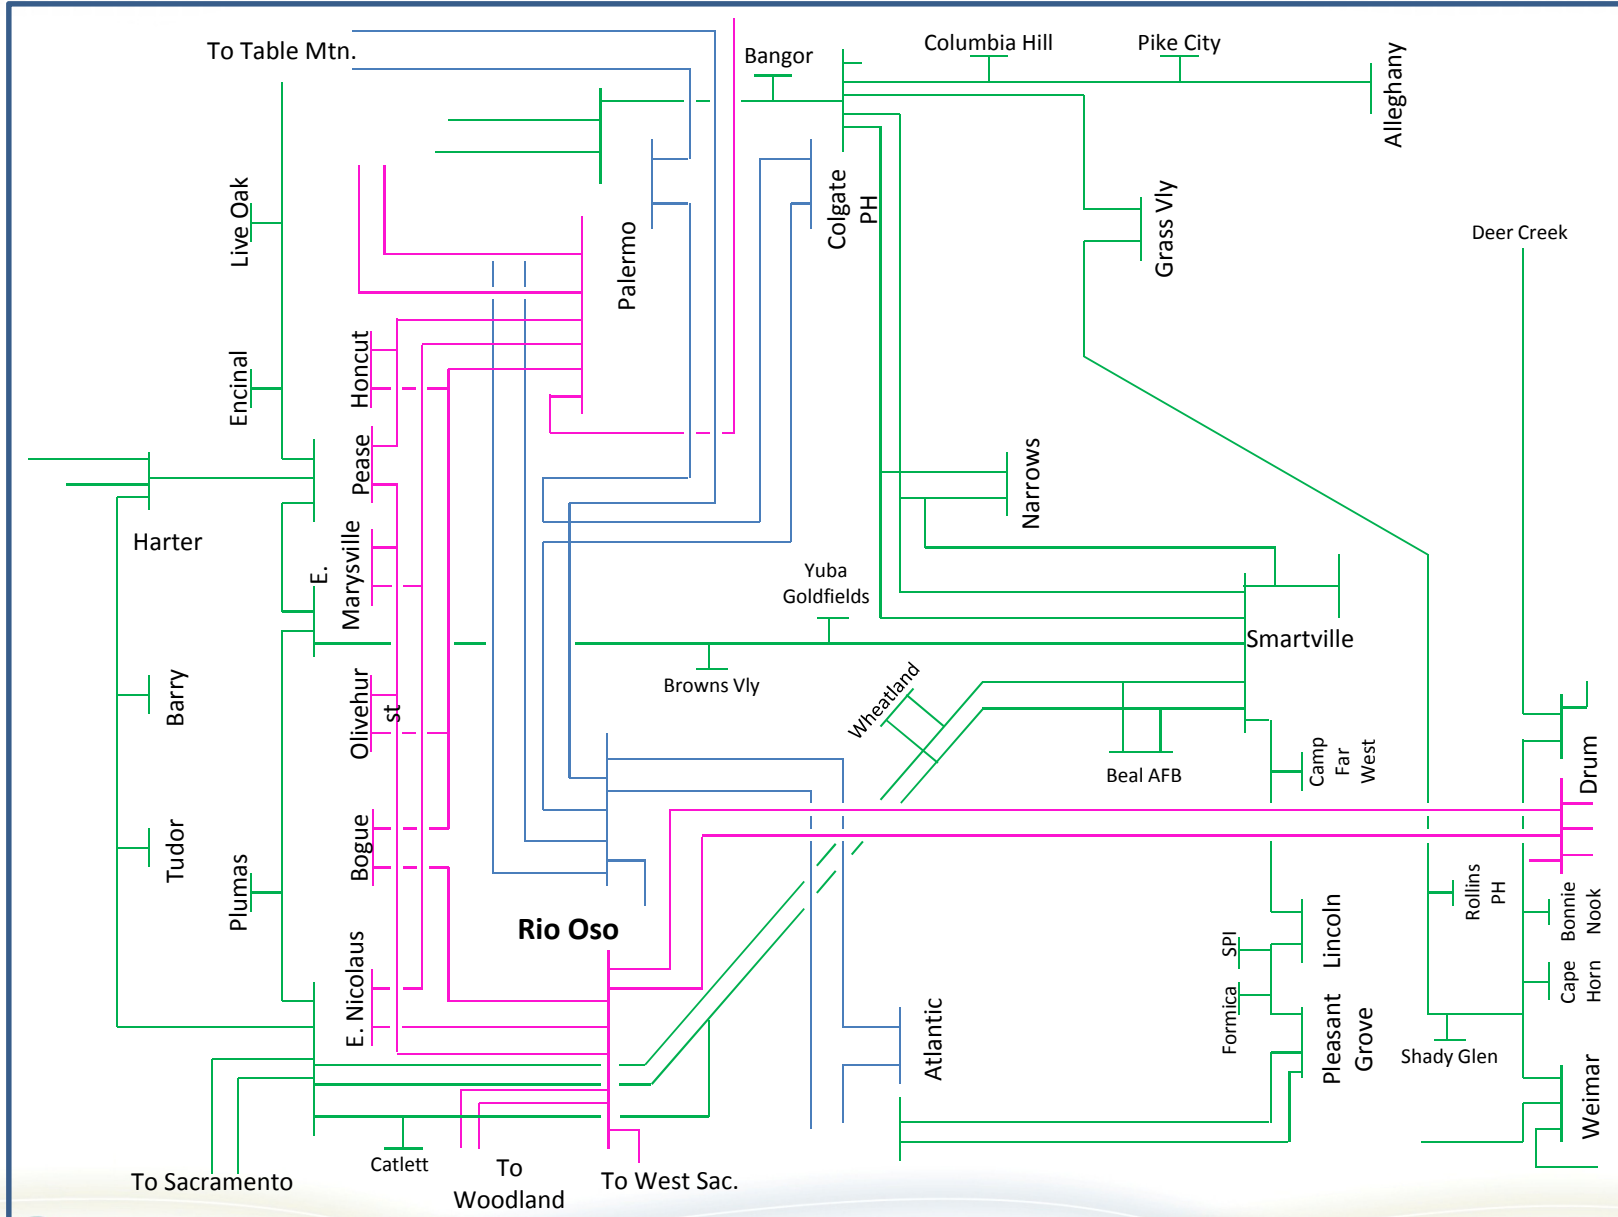 To Table Mtn.
Bangor
Columbia Hill
Pike City
Alleghany
Live Oak
Palermo
Colgate
PH
Grass Vly
Deer Creek
Encinal
Honcut
Pease
Harter
E.
Marysville
Narrows
Yuba
Goldfields
Smartville
Browns Vly
Wheatland
Barry
Olivehur
st
Beal AFB
Camp
Far
West
Drum
Tudor
Plumas
Bogue
Rio Oso
Rollins
PH
Bonnie
Nook
SPI
Lincoln
Cape
Horn
E. Nicolaus
Atlantic
Formica
Pleasant
Grove
Shady Glen
Weimar
Catlett
To Sacramento
To
Woodland
To West Sac.